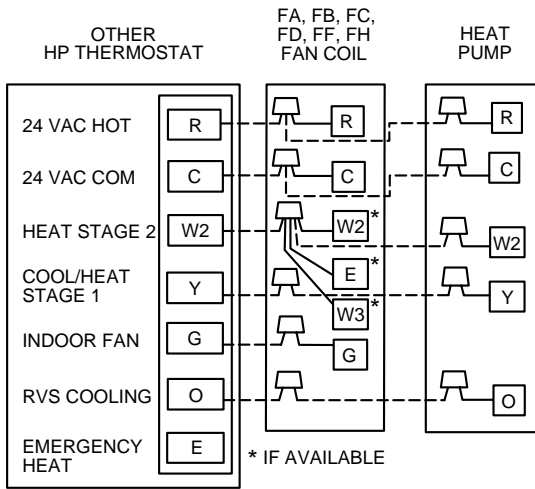 OTHER
HP THERMOSTAT
FA, FB, FC,
FD, FF, FH
FAN COIL
HEAT
PUMP
24 VAC HOT R R R
24 VAC COM C C C
HEAT STAGE 2 W2 W2* W2
E*
COOL/HEAT
STAGE 1 Y Y
W3*
INDOOR FAN G G
RVS COOLING O O
EMERGENCY
HEAT E
* IF AVAILABLE